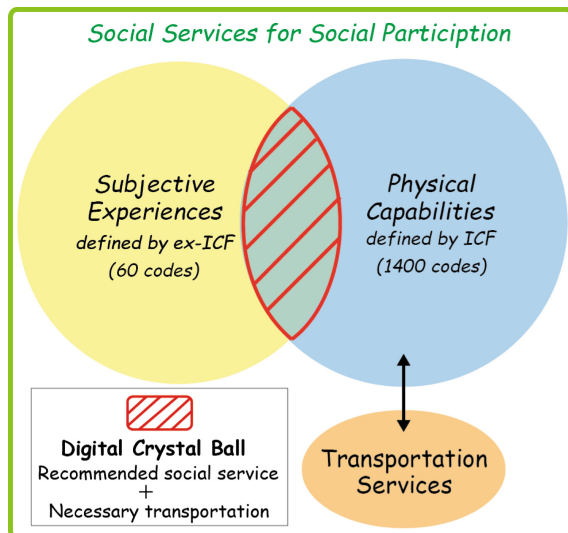 Social Services for Social Particiption
Subjective
Experiences
defined by ex-ICF
(60 codes)
Physical
Capabilities
defined by ICF
(1400 codes)
Digital Crystal Ball
Recommended social service
+
Necessary transportation
Transportation
Services